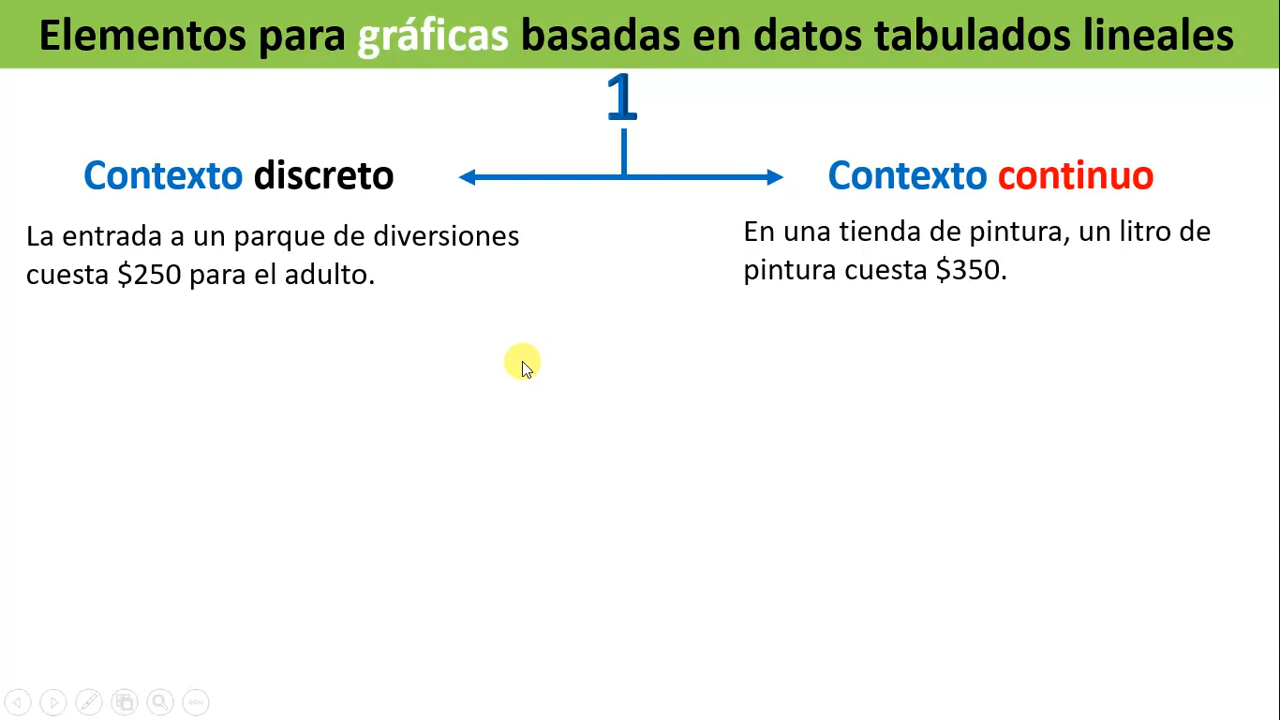 Elementos para gráficas basadas en datos tabulados lineales
1
Contexto discreto
La entrada a un parque de diversiones
cuesta $250 para el adulto.
Contexto continuo
En una tienda de pintura, un litro de
pintura cuesta $350.